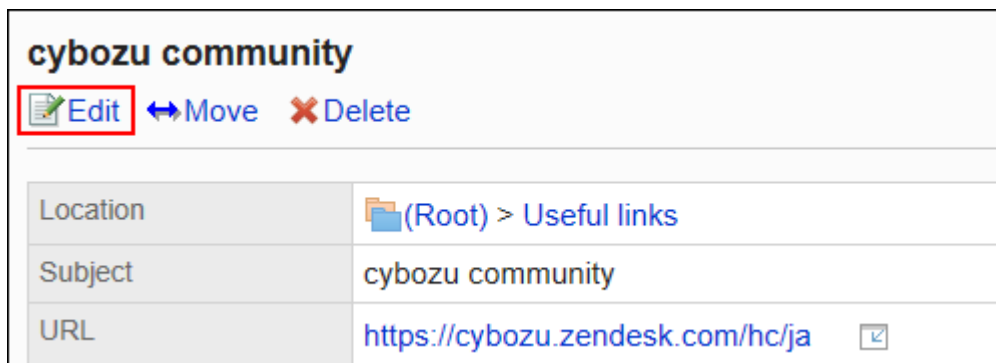 cybozu community
Edit Move Delete
Location (Root) > Useful links
Subject cybozu community
URL https://cybozu.zendesk.com/hc/ja